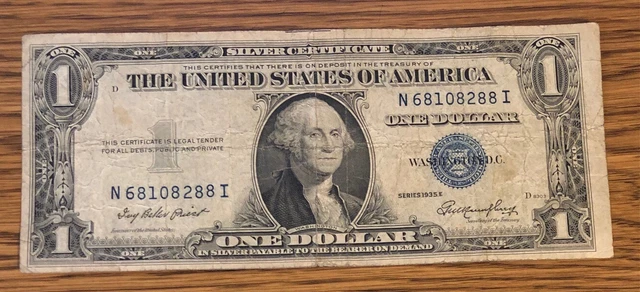 ONE
SILVER CERTIFICATE
ONE
1
THIS CERTIFIES THAT THERE IS ON DEPOSIT IN THE TREASURY OF
1
D
THE UNITED STATES OF AMERICA
N 68108288 I
ONE DOLLAR
1
THIS CERTIFICATE IS LEGAL TENDER
FOR ALL DEBTS, PUBLIC AND PRIVATE
WASHINGTON, D.C.
N 68108288 I
SERIES 1935 E
D
1
ONE DOLLAR
1
IN SILVER PAYABLE TO THE BEARER ON DEMAND